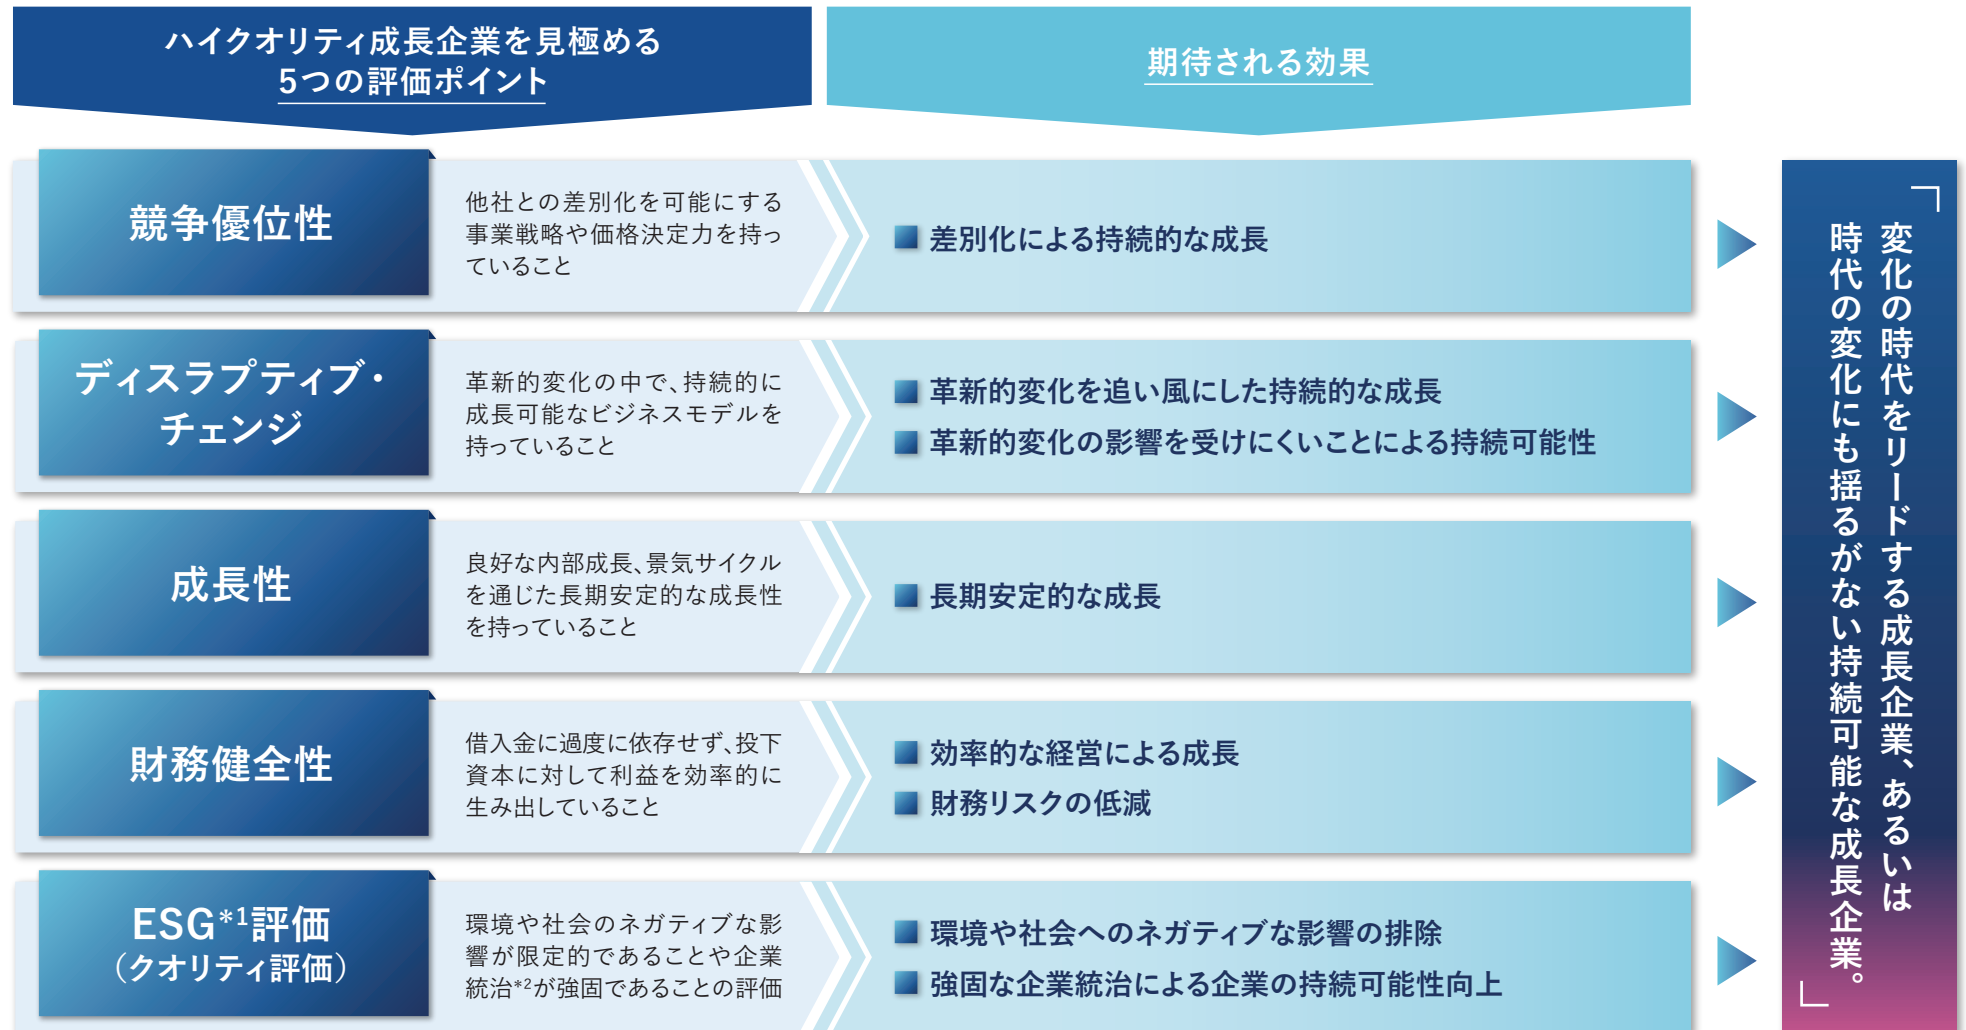 ハイクオリティ成長企業を見極める
5つの評価ポイント
期待される効果
競争優位性
他社との差別化を可能にする
事業戦略や価格決定力を持っ
ていること
■ 差別化による持続的な成長
ディスラプティブ・
チェンジ
革新的変化の中で、持続的に
成長可能なビジネスモデルを
持っていること
■ 革新的変化を追い風にした持続的な成長
■ 革新的変化の影響を受けにくいことによる持続可能性
成長性
良好な内部成長、景気サイクル
を通じた長期安定的な成長性
を持っていること
■ 長期安定的な成長
財務健全性
借入金に過度に依存せず、投下
資本に対して利益を効率的に
生み出していること
■ 効率的な経営による成長
■ 財務リスクの低減
ESG*1評価
（クオリティ評価）
環境や社会のネガティブな影
響が限定的であることや企業
統治*2が強固であることの評価
■ 環境や社会へのネガティブな影響の排除
■ 強固な企業統治による企業の持続可能性向上
「変化の時代をリードする成長企業、あるいは
時代の変化にも揺るがない持続可能な成長企業。」